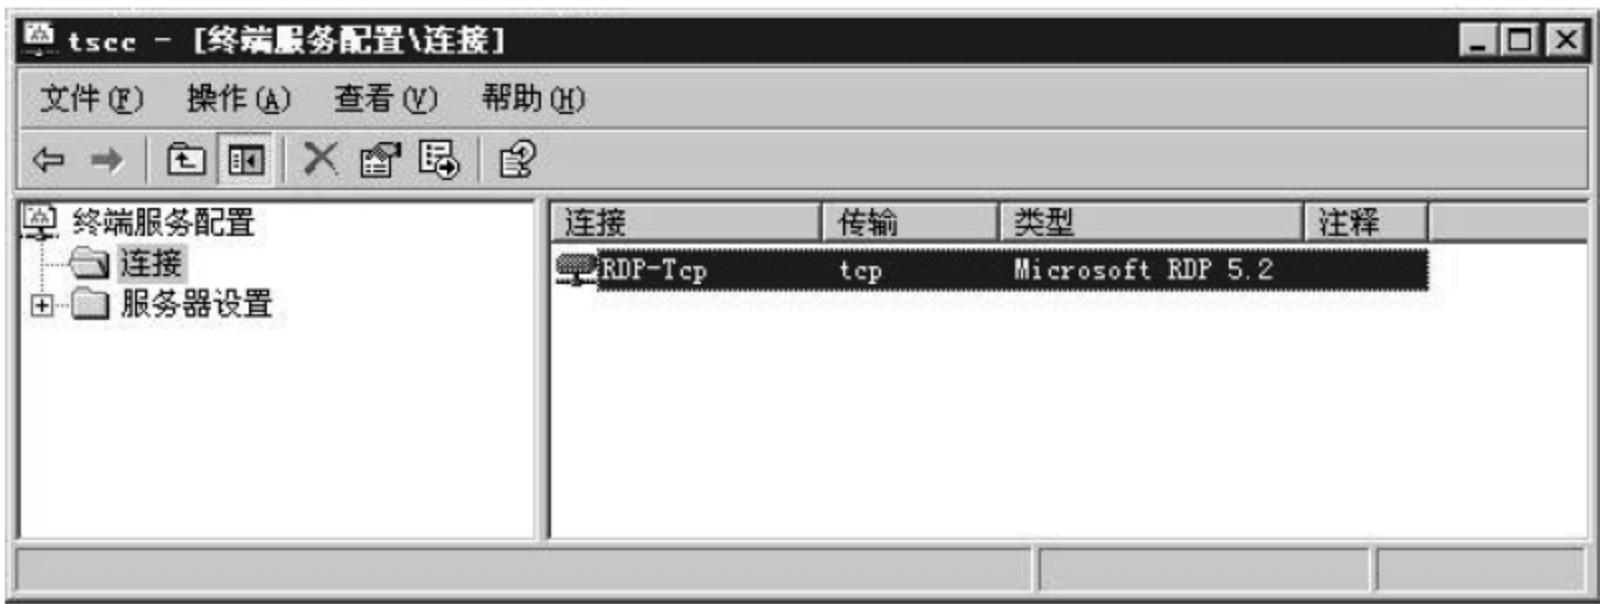 tscc - [终端服务配置\连接]
文件(F) 操作(A) 查看(V) 帮助(H)
终端服务配置
连接
服务器设置
连接 传输 类型 注释
RDP-Tcp tcp Microsoft RDP 5.2